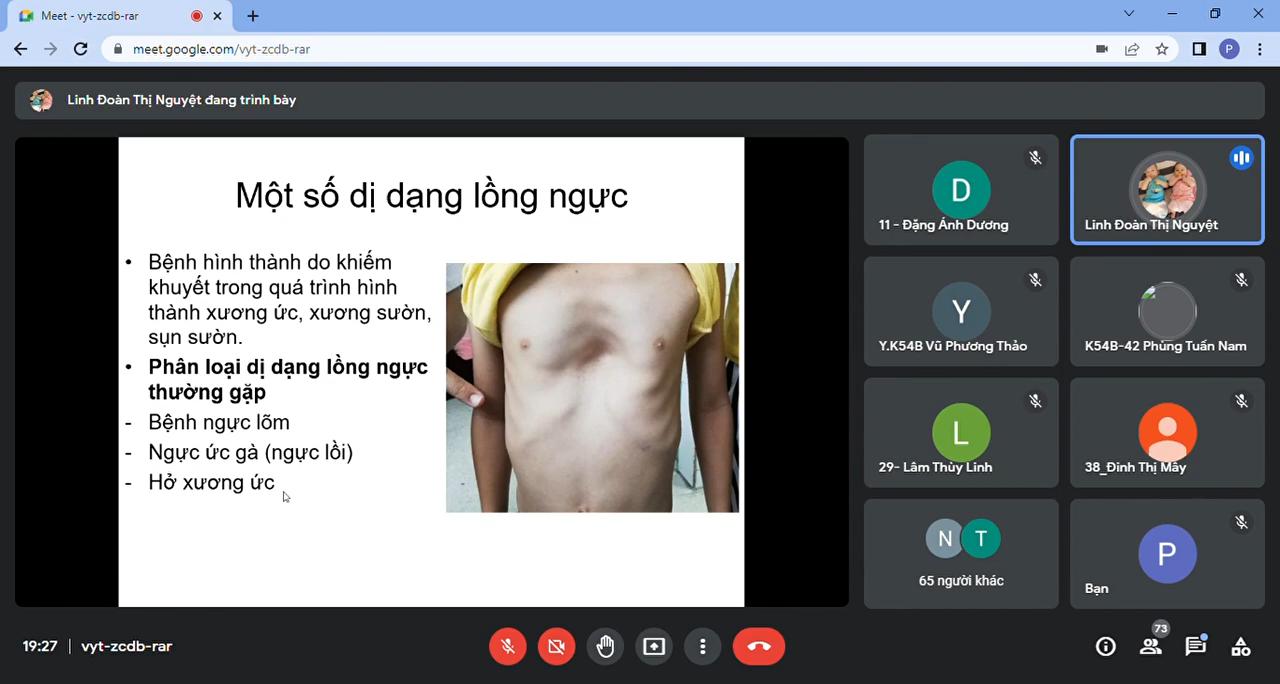 Meet - vyt-zcdb-rar
meet.google.com/vyt-zcdb-rar
P
Linh Đoàn Thị Nguyệt đang trình bày
Một số dị dạng lồng ngực
• Bệnh hình thành do khiếm
khuyết trong quá trình hình
thành xương ức, xương sườn,
sụn sườn.
• Phân loại dị dạng lồng ngực
thường gặp
- Bệnh ngực lõm
- Ngực ức gà (ngực lồi)
- Hở xương ức
D
11 - Đặng Ánh Dương
Linh Đoàn Thị Nguyệt
Y
Y.K54B Vũ Phương Thảo
K54B-42 Phùng Tuấn Nam
L
29- Lâm Thùy Linh
38_Đinh Thị Mây
N T
65 người khác
P
Bạn
19:27 | vyt-zcdb-rar
73